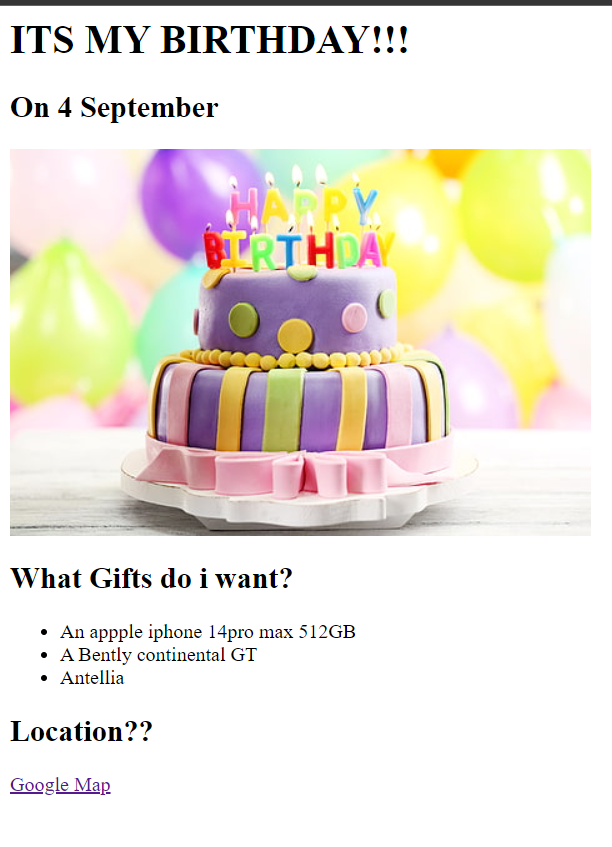 ITS MY BIRTHDAY!!!
On 4 September
HAPPY
BIRTHDAY
What Gifts do i want?
An appple iphone 14pro max 512GB
A Bently continental GT
Antellia
Location??
Google Map